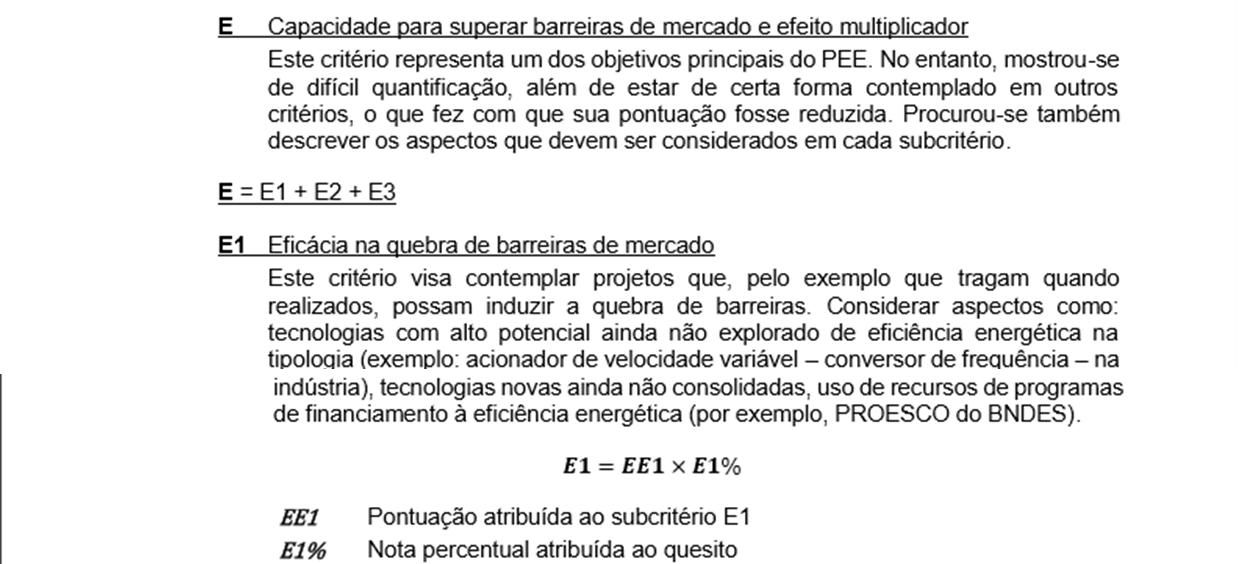 E Capacidade para superar barreiras de mercado e efeito multiplicador
Este critério representa um dos objetivos principais do PEE. No entanto, mostrou-se
de difícil quantificação, além de estar de certa forma contemplado em outros
critérios, o que fez com que sua pontuação fosse reduzida. Procurou-se também
descrever os aspectos que devem ser considerados em cada subcritério.
E = E1 + E2 + E3
E1 Eficácia na quebra de barreiras de mercado
Este critério visa contemplar projetos que, pelo exemplo que tragam quando
realizados, possam induzir a quebra de barreiras. Considerar aspectos como:
tecnologias com alto potencial ainda não explorado de eficiência energética na
tipologia (exemplo: acionador de velocidade variável – conversor de frequência – na
indústria), tecnologias novas ainda não consolidadas, uso de recursos de programas
de financiamento à eficiência energética (por exemplo, PROESCO do BNDES).
E1 = EE1 × E1%
EE1 Pontuação atribuída ao subcritério E1
E1% Nota percentual atribuída ao quesito